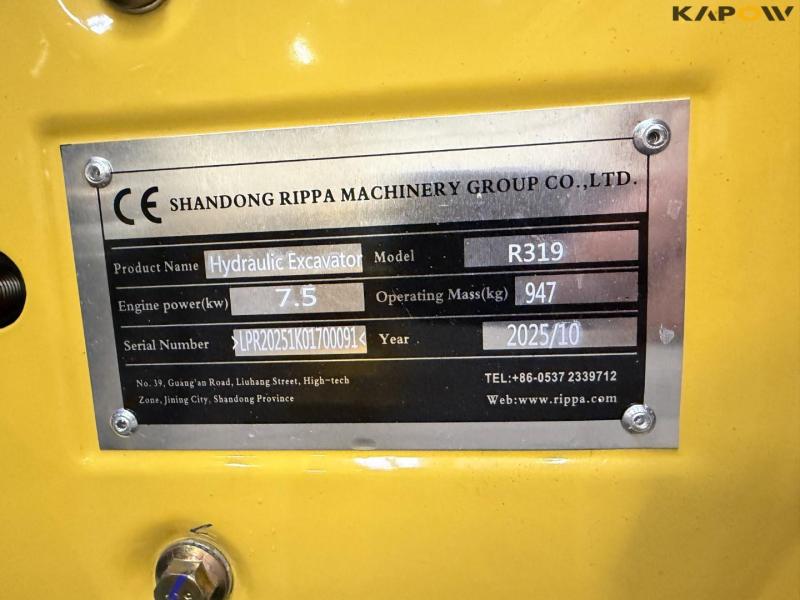 KAPOW
CE SHANDONG RIPPA MACHINERY GROUP CO.,LTD.
Product Name Hydraulic Excavator Model R319
Engine power(kw) 7.5 Operating Mass(kg) 947
Serial Number >LPR20251K01700091< Year 2025/10
No. 39, Guang'an Road, Liuhang Street, High-tech TEL:+86-0537 2339712
Zone, Jining City, Shandong Province Web:www.rippa.com